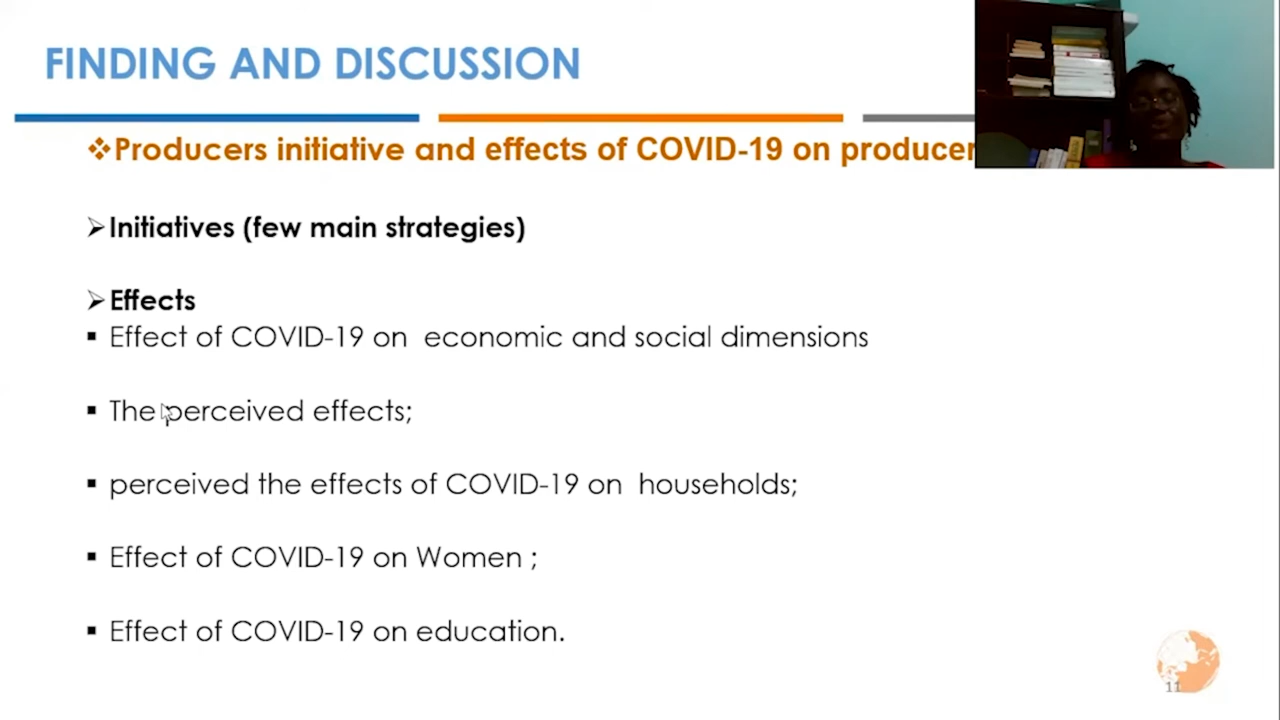 FINDING AND DISCUSSION
❖Producers initiative and effects of COVID-19 on producer
➢Initiatives (few main strategies)
➢Effects
▪ Effect of COVID-19 on economic and social dimensions
▪ The perceived effects;
▪ perceived the effects of COVID-19 on households;
▪ Effect of COVID-19 on Women ;
▪ Effect of COVID-19 on education.
11